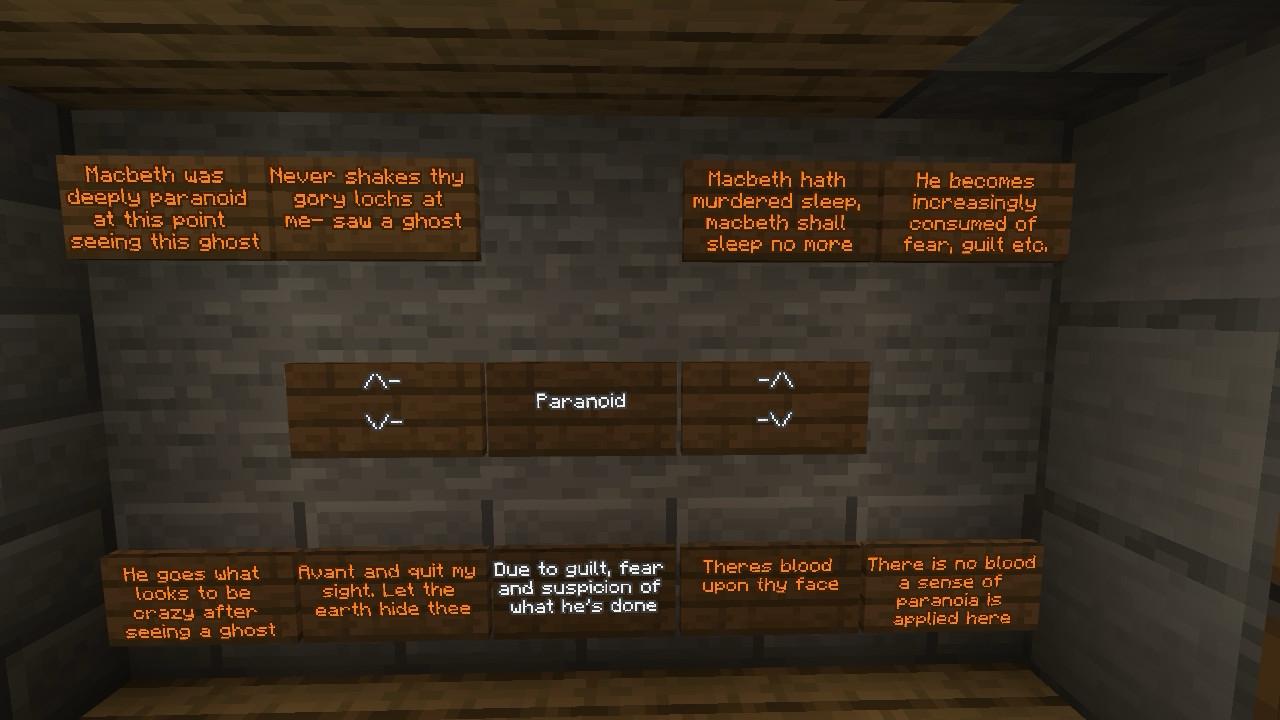 Macbeth was
deeply paranoid
at this point
seeing this ghost
Never shakes thy
gory lochs at
me- saw a ghost
Macbeth hath
murdered sleep,
macbeth shall
sleep no more
He becomes
increasingly
consumed of
fear, guilt etc.
/\-
\/-
Paranoid
-/\
-\/
He goes what
looks to be
crazy after
seeing a ghost
Avant and quit my
sight. Let the
earth hide thee
Due to guilt, fear
and suspicion of
what he's done
Theres blood
upon thy face
There is no blood
a sense of
paranoia is
applied here